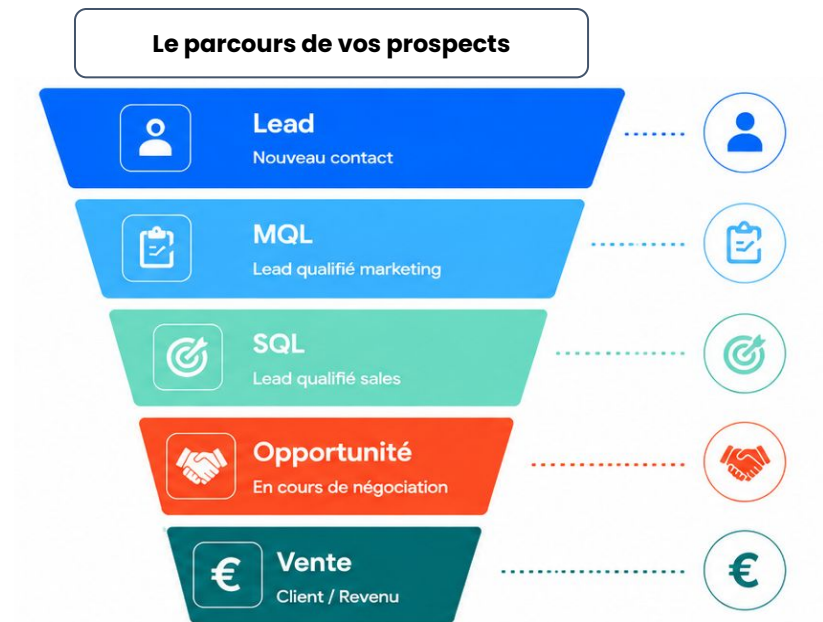 Le parcours de vos prospects
Lead
Nouveau contact
MQL
Lead qualifié marketing
SQL
Lead qualifié sales
Opportunité
En cours de négociation
€
Vente
Client / Revenu
€